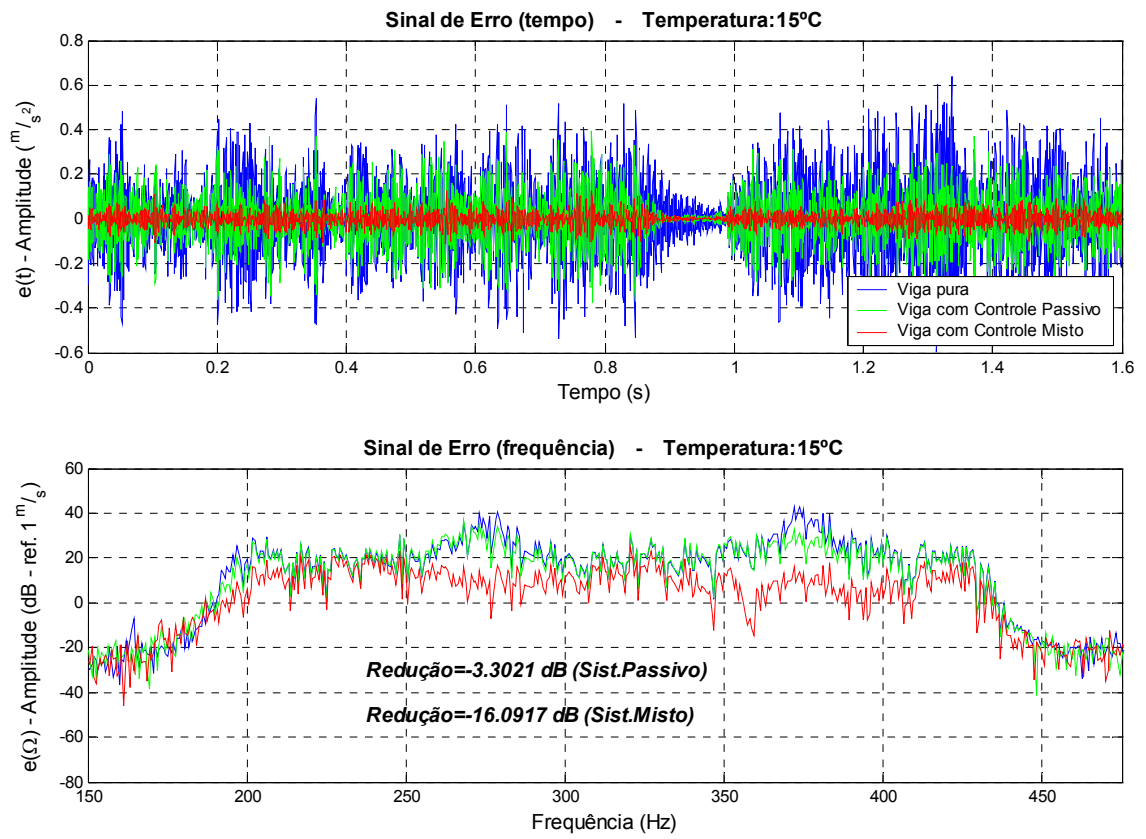 Sinal de Erro (tempo) - Temperatura:15ºC
e(t) - Amplitude ( m/s² )
0.8
0.6
0.4
0.2
0
-0.2
-0.4
-0.6
Viga pura
Viga com Controle Passivo
Viga com Controle Misto
0 0.2 0.4 0.6 0.8 1 1.2 1.4 1.6
Tempo (s)
Sinal de Erro (frequência) - Temperatura:15ºC
e(Ω) - Amplitude (dB - ref. 1 m/s)
60
40
20
0
-20
-40
-60
-80
Redução=-3.3021 dB (Sist.Passivo)
Redução=-16.0917 dB (Sist.Misto)
150 200 250 300 350 400 450
Frequência (Hz)